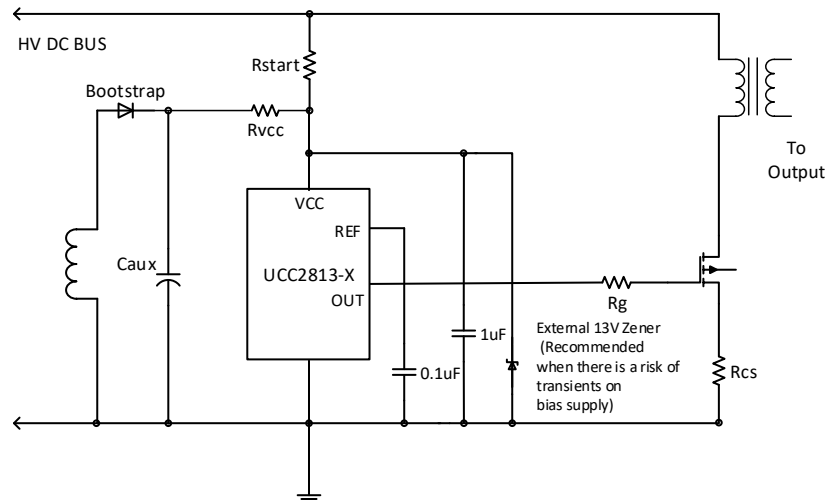 HV DC BUS
Rstart
Bootstrap
Rvcc
To
Output
VCC
REF
Caux
UCC2813-X
OUT
Rg
1uF
External 13V Zener
(Recommended
when there is a risk of
transients on
bias supply)
0.1uF
Rcs